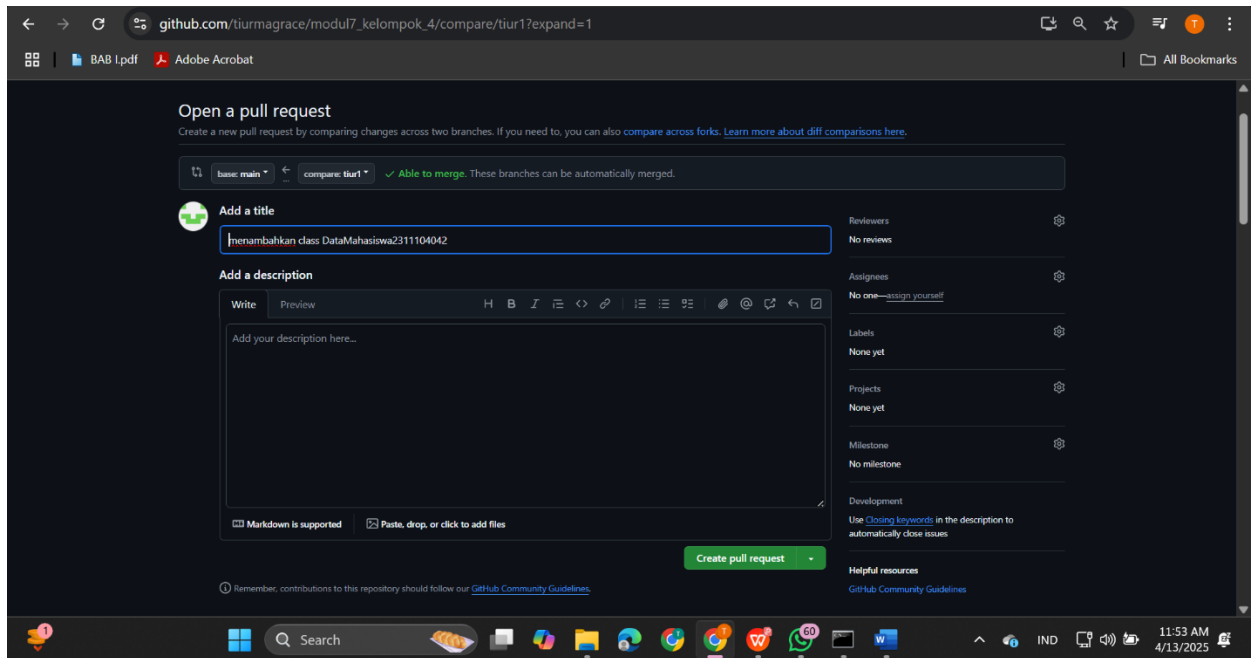 github.com/tiurmagrace/modul7_kelompok_4/compare/tiur1?expand=1
T
BAB I.pdf
Adobe Acrobat
All Bookmarks
Open a pull request
Create a new pull request by comparing changes across two branches. If you need to, you can also compare across forks. Learn more about diff comparisons here.
base: main
compare: tiur1
Able to merge. These branches can be automatically merged.
Add a title
menambahkan class DataMahasiswa2311104042
Add a description
Write
Preview
H B I
Add your description here...
Markdown is supported
Paste, drop, or click to add files
Create pull request
Remember, contributions to this repository should follow our GitHub Community Guidelines.
Reviewers
No reviews
Assignees
No one—assign yourself
Labels
None yet
Projects
None yet
Milestone
No milestone
Development
Use Closing keywords in the description to
automatically close issues
Helpful resources
GitHub Community Guidelines
1
Search
60
IND
11:53 AM
4/13/2025